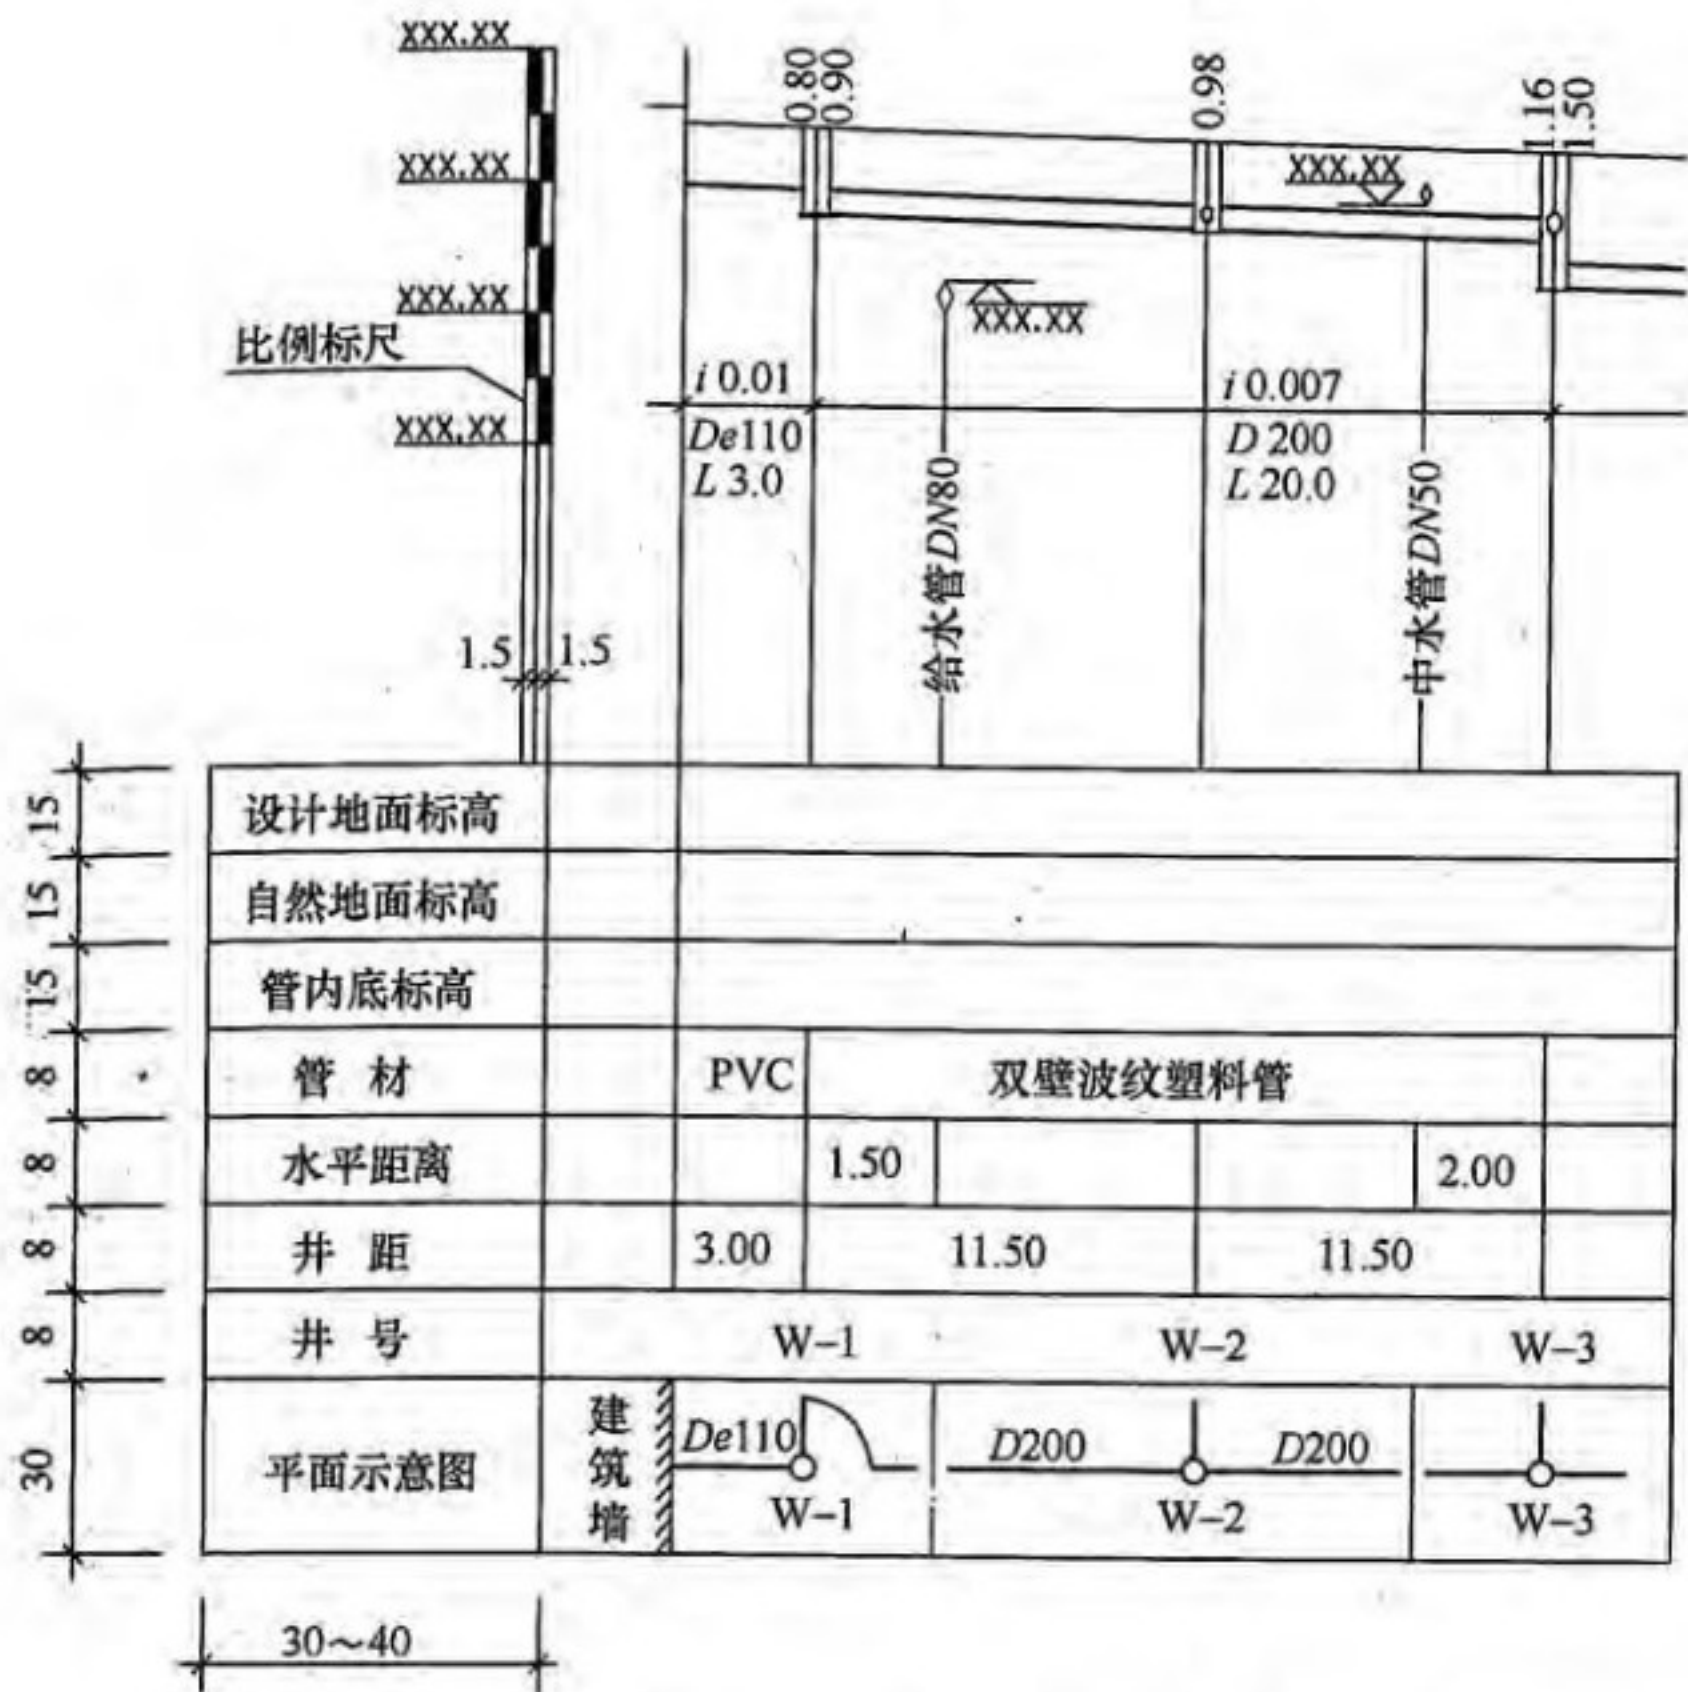 XXX.XX
XXX.XX
XXX.XX
XXX.XX
比例标尺
1.5 1.5
0.80
0.90
0.98
1.16
1.50
XXX.XX
XXX.XX
i 0.01
De110
L 3.0
i 0.007
D 200
L 20.0
给水管DN80
中水管DN50
15 设计地面标高
15 自然地面标高
15 管内底标高
8 管 材 PVC 双壁波纹塑料管
8 水平距离 1.50 2.00
8 井 距 3.00 11.50 11.50
8 井 号 W–1 W–2 W–3
30 平面示意图
建筑墙
De110 D200 D200
W–1 W–2 W–3
30～40